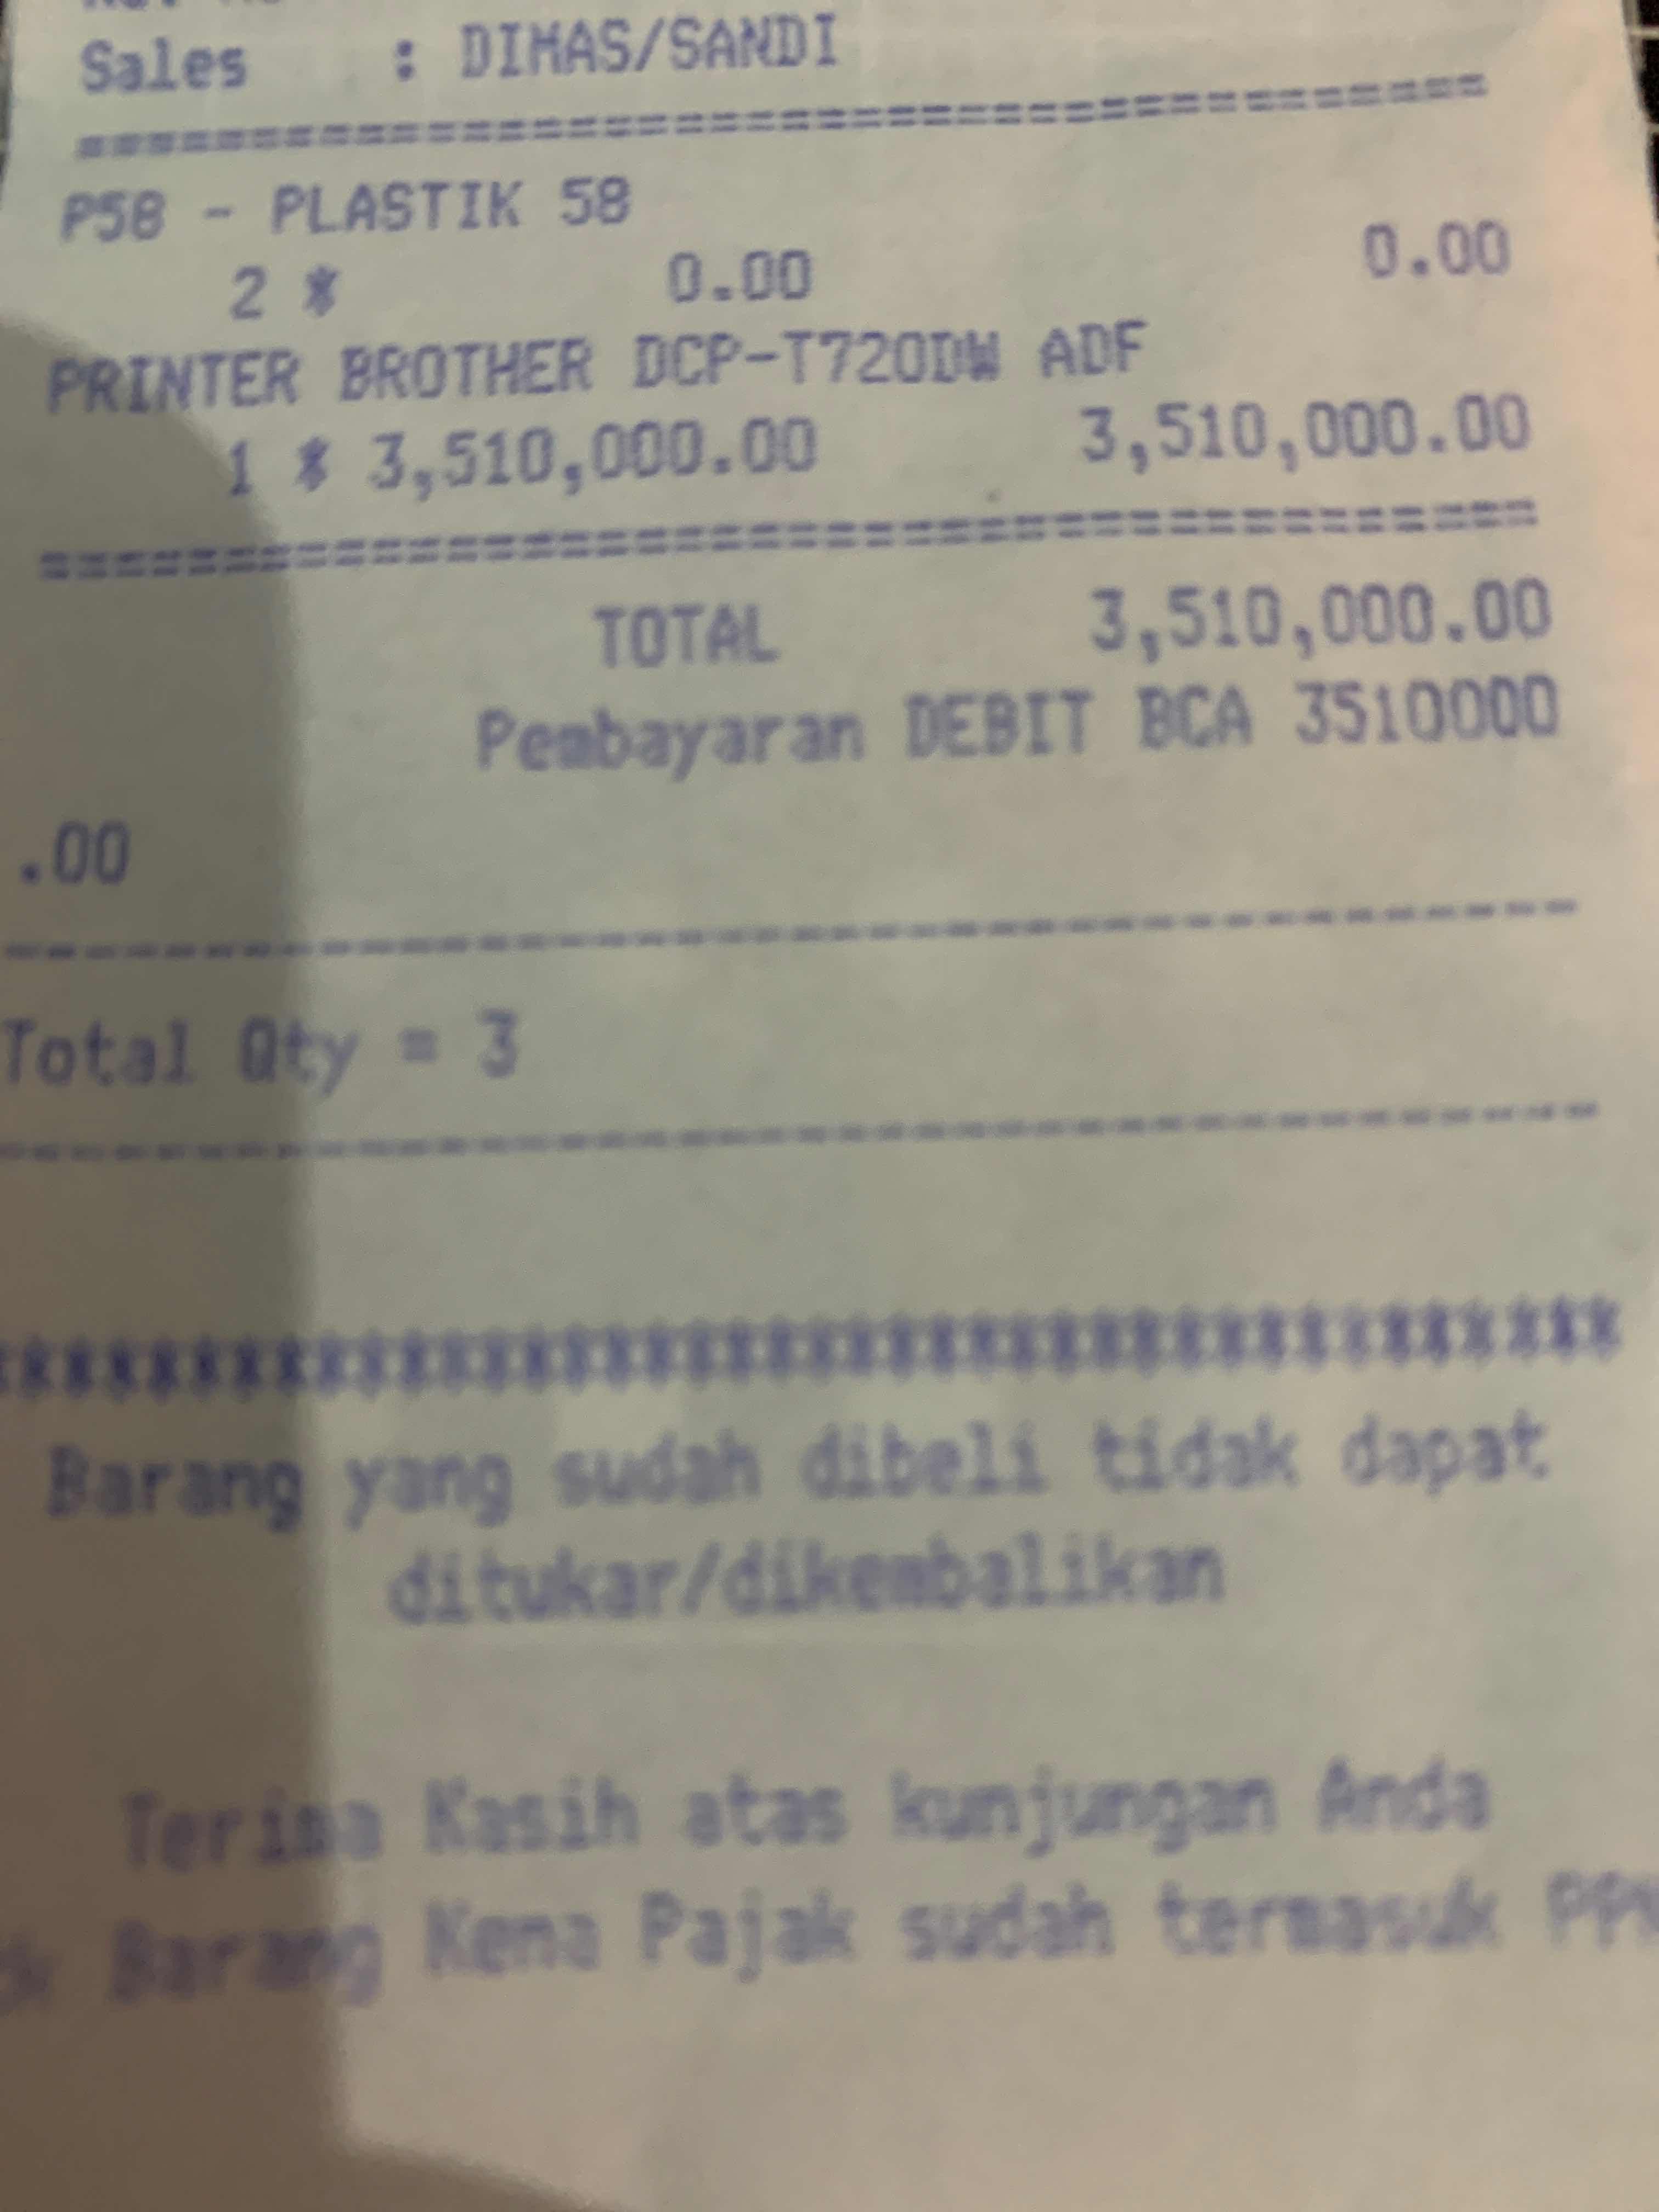 Sales : DIMAS/SANDI
========================================
P58 - PLASTIK 58
2 * 0.00 0.00
PRINTER BROTHER DCP-T720DW ADF
1 * 3,510,000.00 3,510,000.00
========================================
TOTAL 3,510,000.00
Pembayaran DEBIT BCA 3510000
.00
----------------------------------------
Total Qty = 3
----------------------------------------
****************************************
Barang yang sudah dibeli tidak dapat
ditukar/dikembalikan
Terima Kasih atas kunjungan Anda
Barang Kena Pajak sudah termasuk PPN